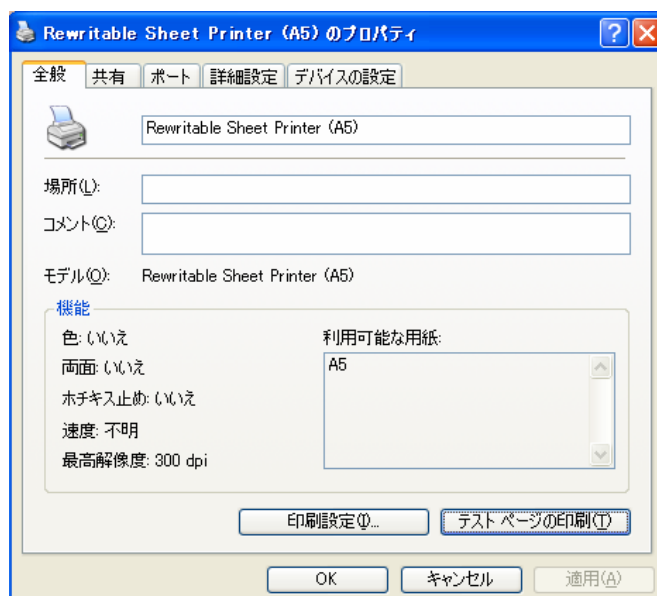 Rewritable Sheet Printer (A5) のプロパティ
全般 共有 ポート 詳細設定 デバイスの設定
Rewritable Sheet Printer (A5)
場所(L):
コメント(C):
モデル(O): Rewritable Sheet Printer (A5)
機能
色: いいえ
両面: いいえ
ホチキス止め: いいえ
速度: 不明
最高解像度: 300 dpi
利用可能な用紙:
A5
印刷設定(I)... テスト ページの印刷(T)
OK キャンセル 適用(A)